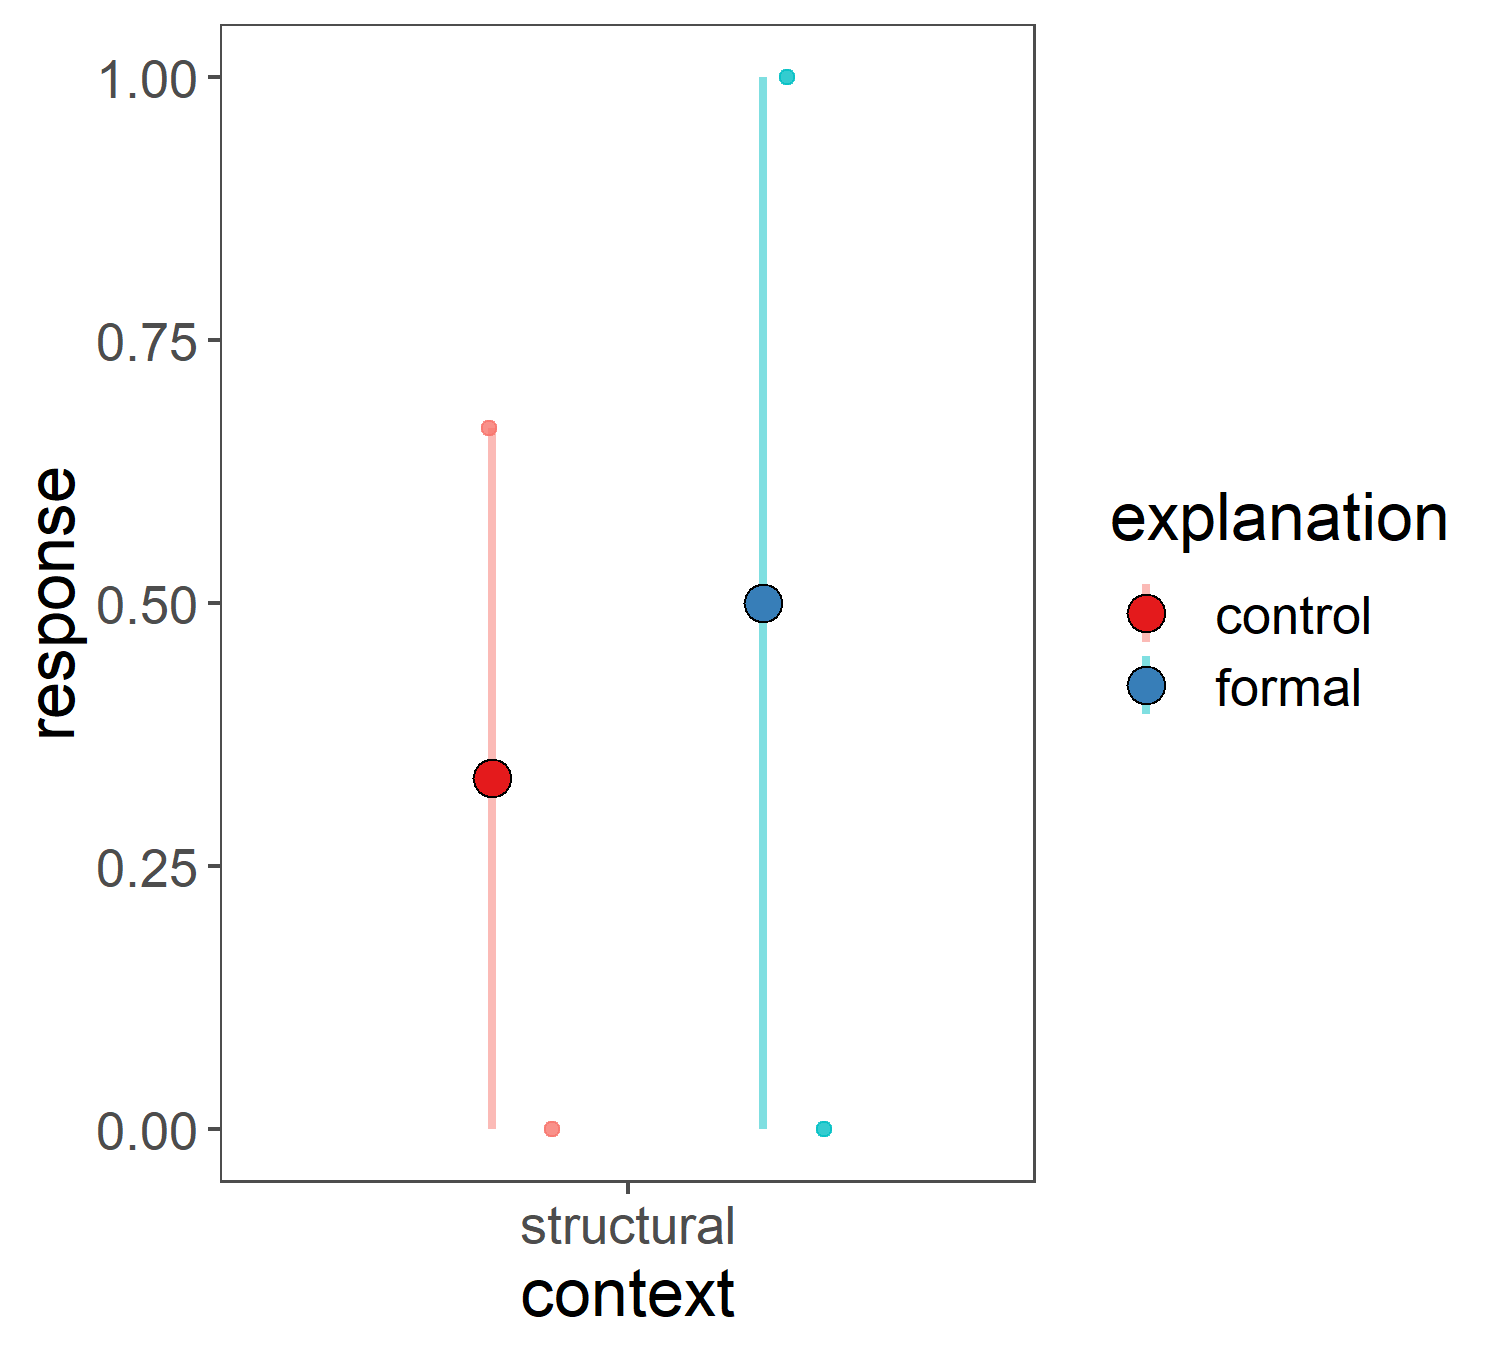 1.00
0.75
0.50
0.25
0.00
response
structural
context
explanation
control
formal